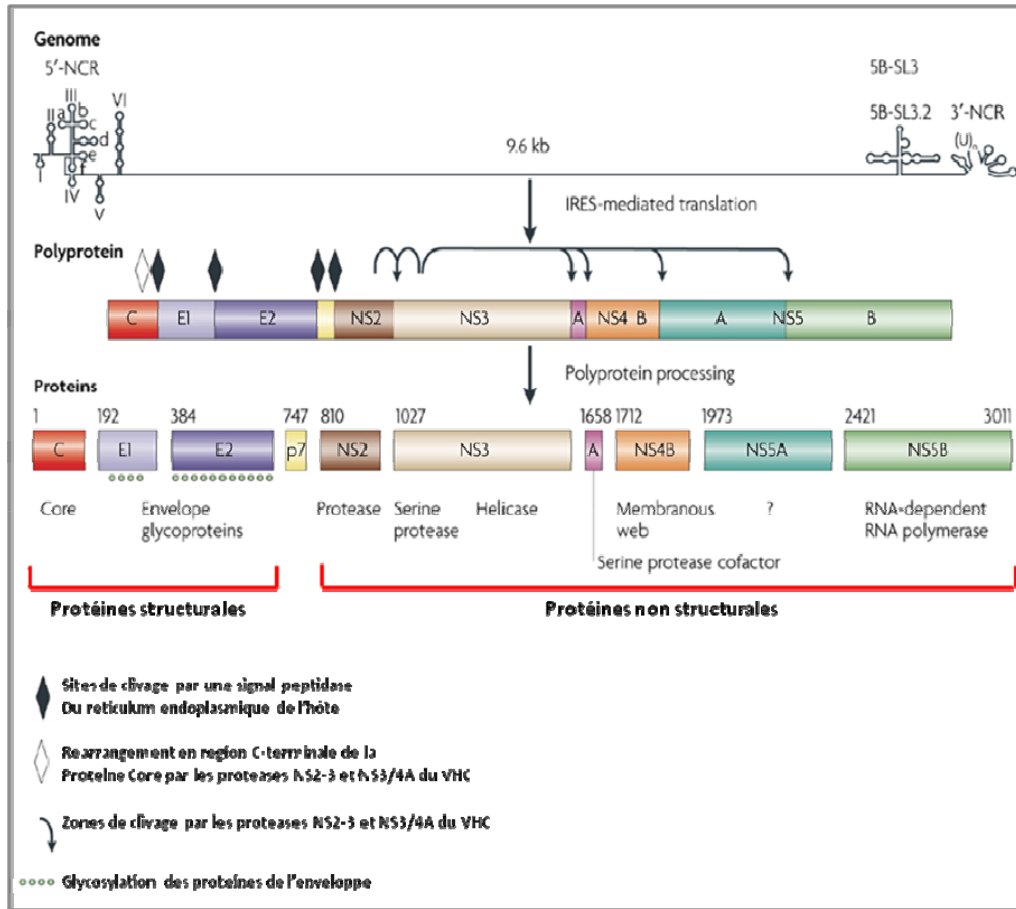 Genome
5'-NCR
5B-SL3
III
VI
II
a
b
c
5B-SL3.2
3'-NCR
d
(U)n
e
f
9.6 kb
I
IV
V
IRES-mediated translation
Polyprotein
C E1 E2 NS2 NS3 A NS4 B A NS5 B
Polyprotein processing
Proteins
1 192 384 747 810 1027 1658 1712 1973 2421 3011
C E1 E2 p7 NS2 NS3 A NS4B NS5A NS5B
Core
Envelope
glycoproteins
Protease
Serine
protease
Helicase
Membranous
web
?
RNA-dependent
RNA polymerase
Serine protease cofactor
Protéines structurales
Protéines non structurales
Sites de clivage par une signal peptidase
Du reticulum endoplasmique de l'hôte
Rearrangement en region C-terminale de la
Proteine Core par les proteases NS2-3 et NS3/4A du VHC
Zones de clivage par les proteases NS2-3 et NS3/4A du VHC
Glycosylation des protéines de l'enveloppe